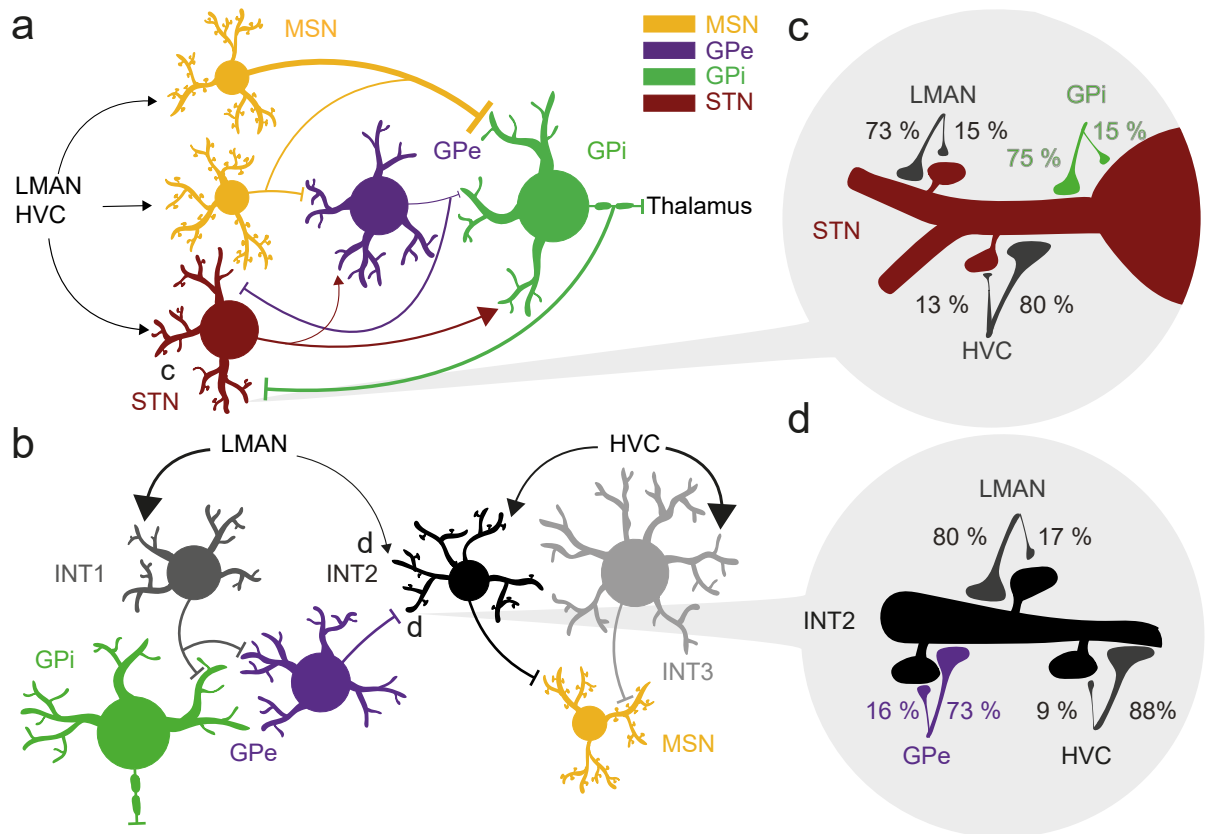 a
MSN
MSN
GPe
GPi
STN
LMAN
HVC
GPe
GPi
Thalamus
c
STN
c
LMAN
73 %
15 %
GPi
75 %
15 %
STN
13 %
80 %
HVC
b
LMAN
HVC
INT1
d
INT2
d
INT3
GPi
GPe
MSN
d
LMAN
80 %
17 %
INT2
16 %
73 %
GPe
9 %
88%
HVC